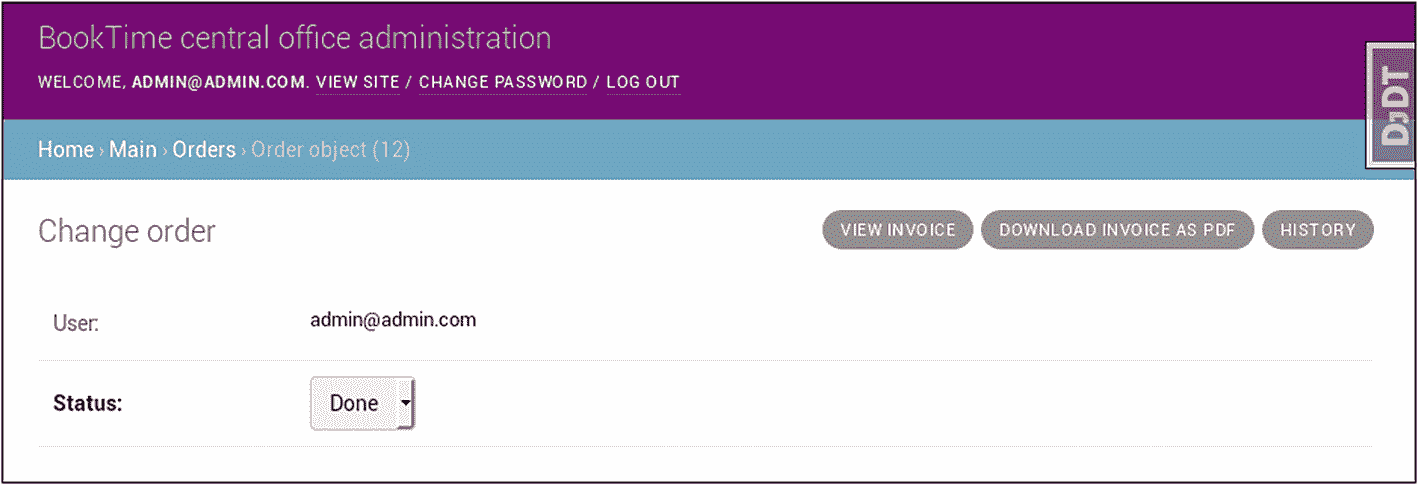 BookTime central office administration
WELCOME, ADMIN@ADMIN.COM. VIEW SITE / CHANGE PASSWORD / LOG OUT
DJDT
Home › Main › Orders › Order object (12)
Change order
VIEW INVOICE
DOWNLOAD INVOICE AS PDF
HISTORY
User:
admin@admin.com
Status:
Done